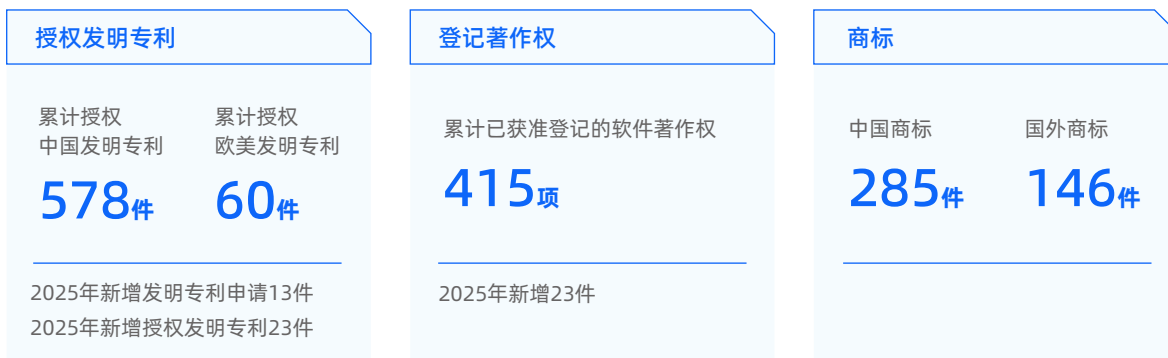 授权发明专利
累计授权
中国发明专利
578件
累计授权
欧美发明专利
60件
2025年新增发明专利申请13件
2025年新增授权发明专利23件
登记著作权
累计已获准登记的软件著作权
415项
2025年新增23件
商标
中国商标
285件
国外商标
146件